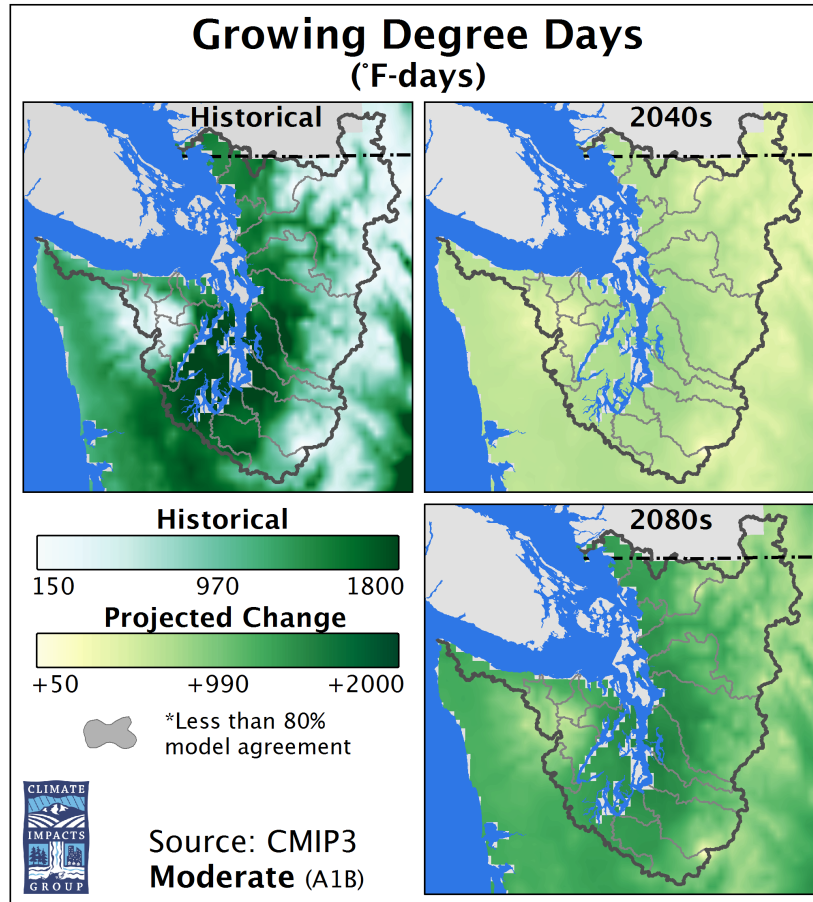 Growing Degree Days
(°F-days)
Historical
2040s
Historical
150 970 1800
Projected Change
+50 +990 +2000
*Less than 80%
model agreement
2080s
CLIMATE
IMPACTS
GROUP
Source: CMIP3
Moderate (A1B)